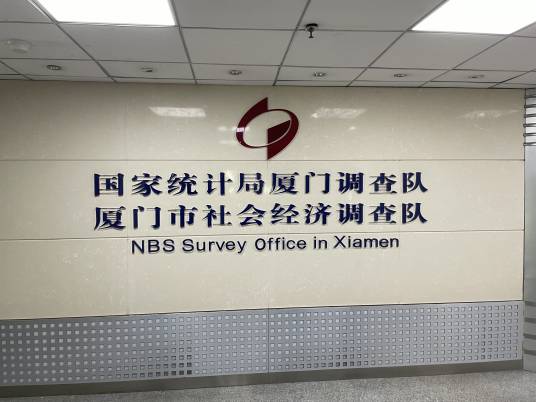 国家统计局厦门调查队
厦门市社会经济调查队
NBS Survey Office in Xiamen